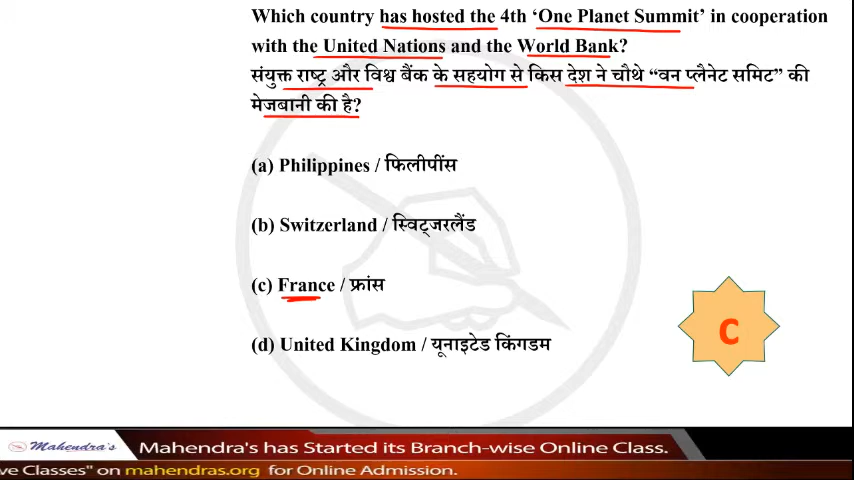 Which country has hosted the 4th ‘One Planet Summit’ in cooperation
with the United Nations and the World Bank?
संयुक्त राष्ट्र और विश्व बैंक के सहयोग से किस देश ने चौथे “वन प्लैनेट समिट” की
मेजबानी की है?
(a) Philippines / फिलीपींस
(b) Switzerland / स्विट्जरलैंड
(c) France / फ्रांस
(d) United Kingdom / यूनाइटेड किंगडम
C
Mahendra's
Mahendra's has Started its Branch-wise Online Class.
ve Classes" on mahendras.org for Online Admission.